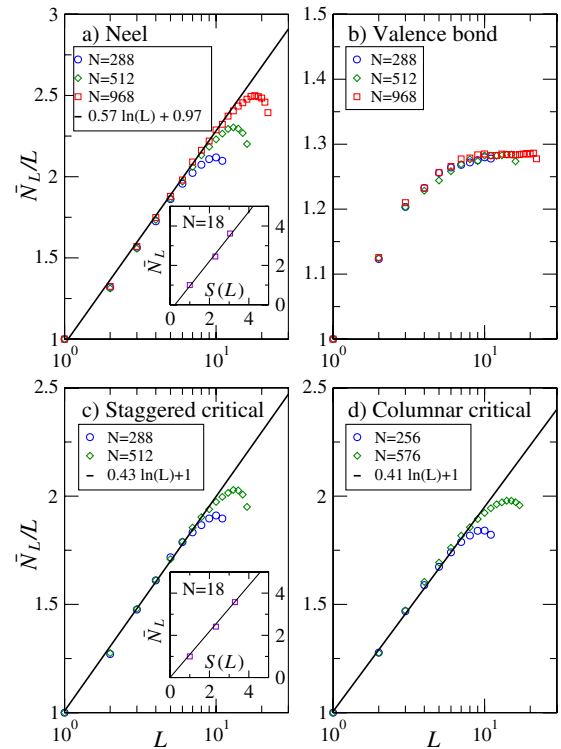 a) Neel
N=288
N=512
N=968
0.57 ln(L) + 0.97
3
2.5
2
1.5
1
N̄_L/L
10^0
10^1
N=18
N̄_L
S(L)
0
2
4
0
2
4
b) Valence bond
N=288
N=512
N=968
1.5
1.4
1.3
1.2
1.1
1
10^0
10^1
c) Staggered critical
N=288
N=512
0.43 ln(L)+1
2.5
2
1.5
1
N̄_L/L
10^0
10^1
L
N=18
N̄_L
S(L)
0
2
4
0
2
4
d) Columnar critical
N=256
N=576
0.41 ln(L)+1
2.5
2
1.5
1
10^0
10^1
L